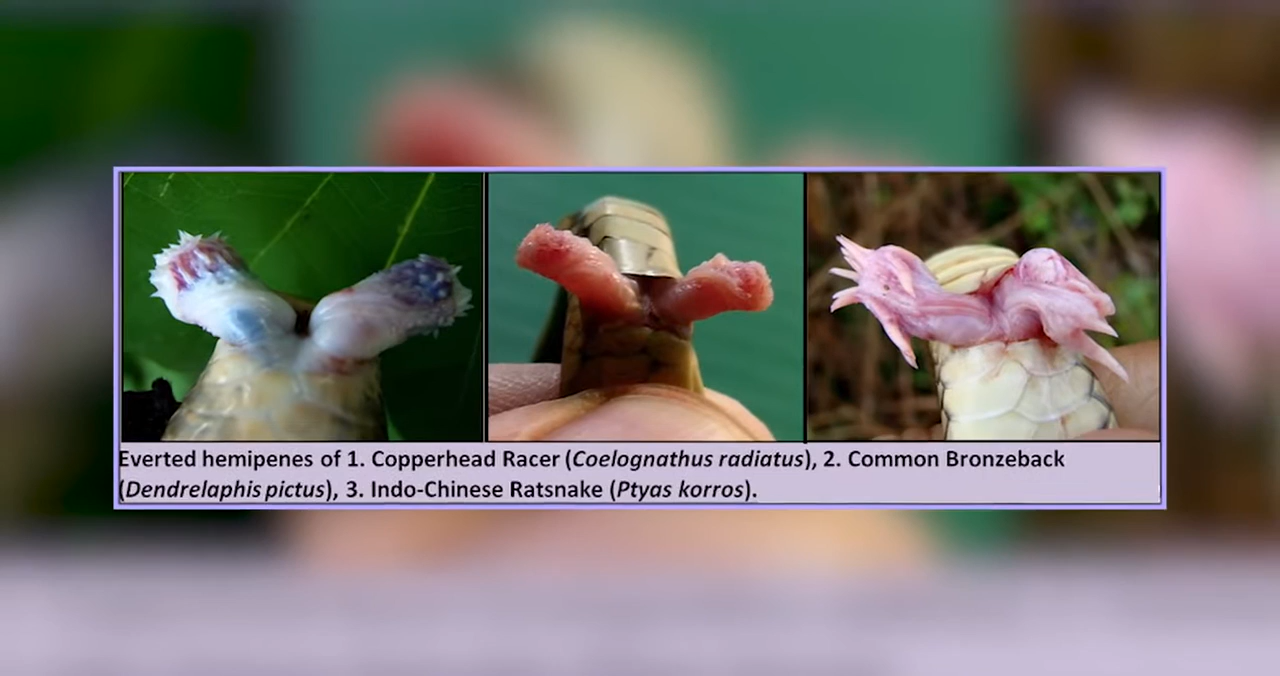 Everted hemipenes of 1. Copperhead Racer (Coelognathus radiatus), 2. Common Bronzeback
(Dendrelaphis pictus), 3. Indo-Chinese Ratsnake (Ptyas korros).